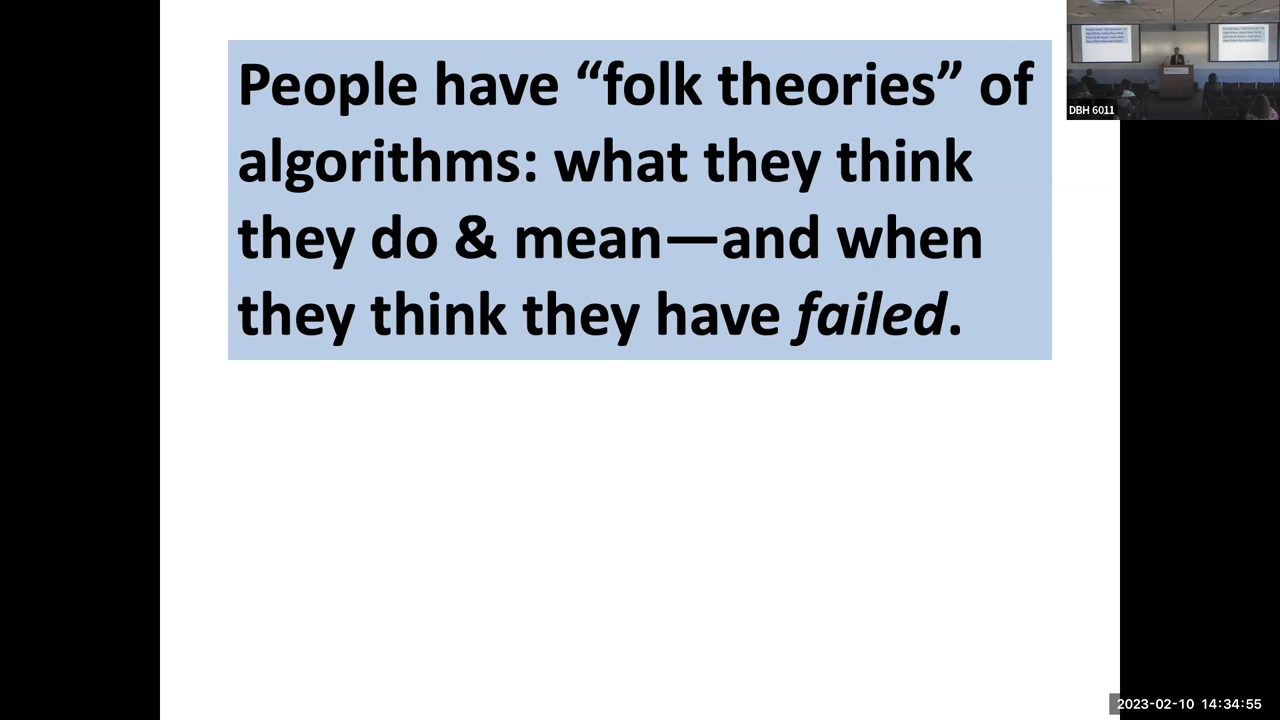 People have “folk theories” of
algorithms: what they think
they do & mean—and when
they think they have failed.
DBH 6011
2023-02-10 14:34:55